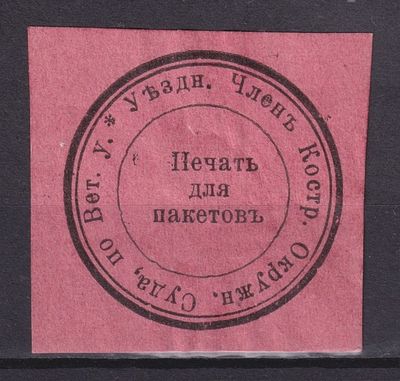 * Уѣздн. Членъ Костр. Окружн. Суда, по Вет. У.
Печать
для
пакетовъ